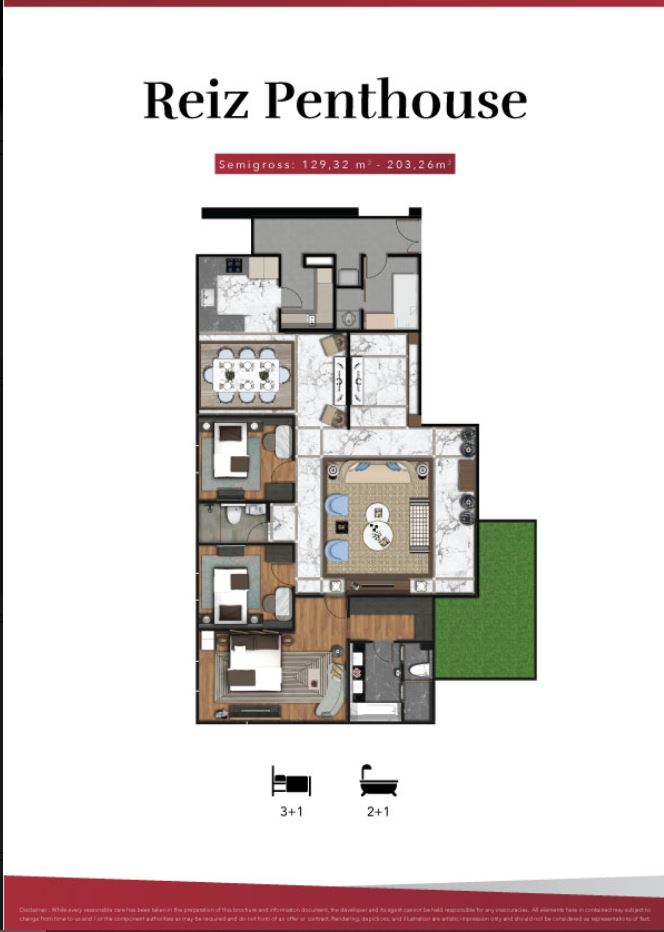 Reiz Penthouse
Semigross: 129,32 m² - 203,26m²
3+1
2+1
Disclaimer : While every reasonable care has been taken in the preparation of this brochure and information document, the developer and its agent cannot be held responsible for any inaccuracies. All elements here in contained may subject to
change from time to us and / or the component authorities as may be required and do not form of an offer or contract. Rendering, depictions, and illustration are artistic impression only and should not be considered as representations of fact.